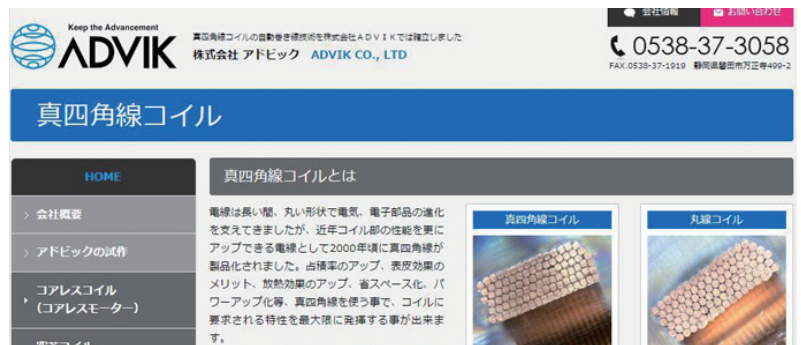 会社情報
お問い合わせ
Keep the Advancement
ADVIK
真四角線コイルの自動巻き線技術を株式会社ＡＤＶＩＫでは確立しました
株式会社 アドビック ADVIK CO., LTD
0538-37-3058
FAX.0538-37-1919 静岡県磐田市万正寺499-2
真四角線コイル
HOME
会社概要
アドビックの試作
コアレスコイル
(コアレスモーター)
真四角線コイルとは
電線は長い間、丸い形状で電気、電子部品の進化
を支えてきましたが、近年コイル部の性能を更に
アップできる電線として2000年頃に真四角線が
製品化されました。占積率のアップ、表皮効果の
メリット、放熱効果のアップ、省スペース化、パ
ワーアップ化等、真四角線を使う事で、コイルに
要求される特性を最大限に発揮する事が出来ま
す。
真四角線コイル
丸線コイル